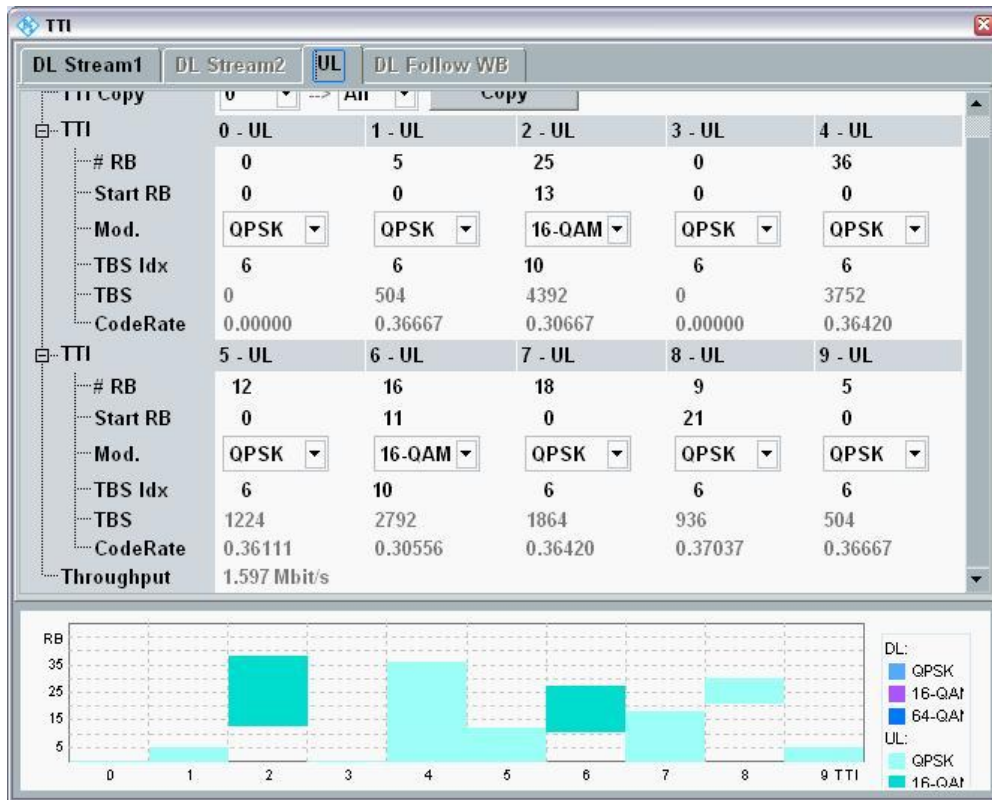 TTI
DL Stream1 DL Stream2 UL DL Follow WB
TTI Copy 0 --> All Copy
TTI 0 - UL 1 - UL 2 - UL 3 - UL 4 - UL
# RB 0 5 25 0 36
Start RB 0 0 13 0 0
Mod. QPSK QPSK 16-QAM QPSK QPSK
TBS Idx 6 6 10 6 6
TBS 0 504 4392 0 3752
CodeRate 0.00000 0.36667 0.30667 0.00000 0.36420
TTI 5 - UL 6 - UL 7 - UL 8 - UL 9 - UL
# RB 12 16 18 9 5
Start RB 0 11 0 21 0
Mod. QPSK 16-QAM QPSK QPSK QPSK
TBS Idx 6 10 6 6 6
TBS 1224 2792 1864 936 504
CodeRate 0.36111 0.30556 0.36420 0.37037 0.36667
Throughput 1.597 Mbit/s
RB
35
25
15
5
0 1 2 3 4 5 6 7 8 9 TTI
DL:
QPSK
16-QAM
64-QAM
UL:
QPSK
16-QAM